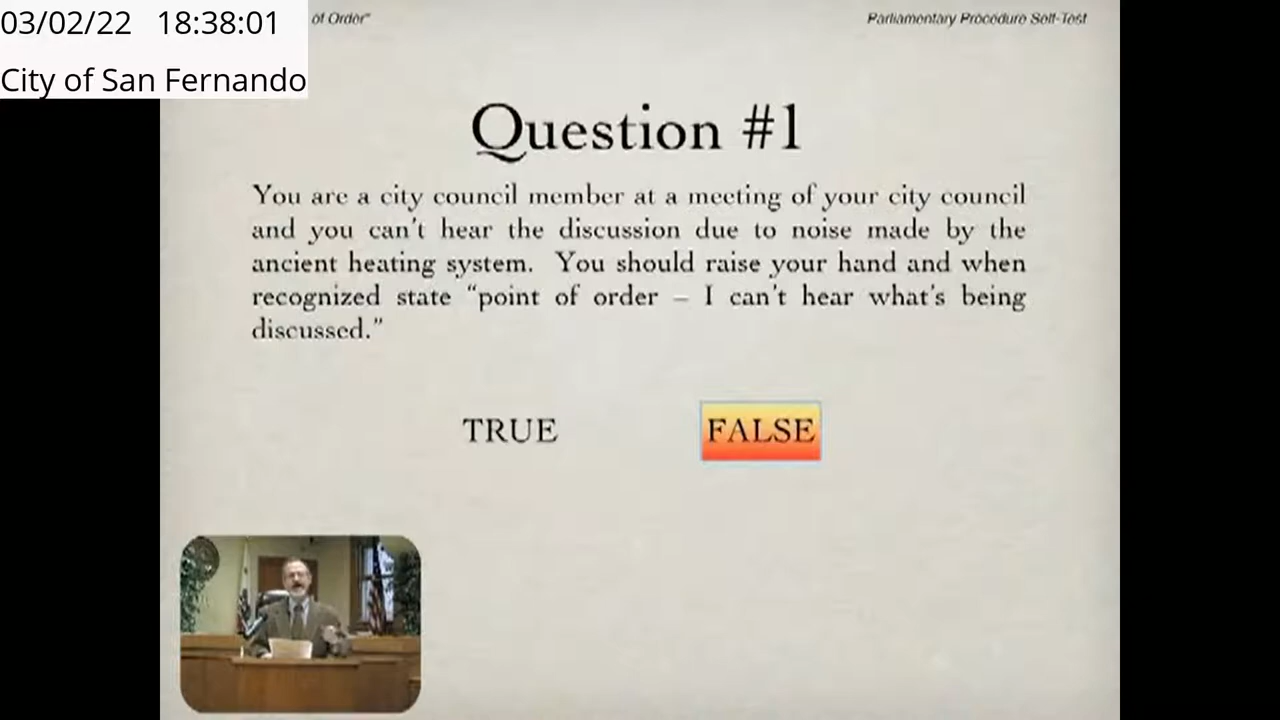 03/02/22 18:38:01
City of San Fernando
of Order"
Parliamentary Procedure Self-Test
Question #1
You are a city council member at a meeting of your city council
and you can't hear the discussion due to noise made by the
ancient heating system. You should raise your hand and when
recognized state "point of order – I can't hear what's being
discussed."
TRUE
FALSE